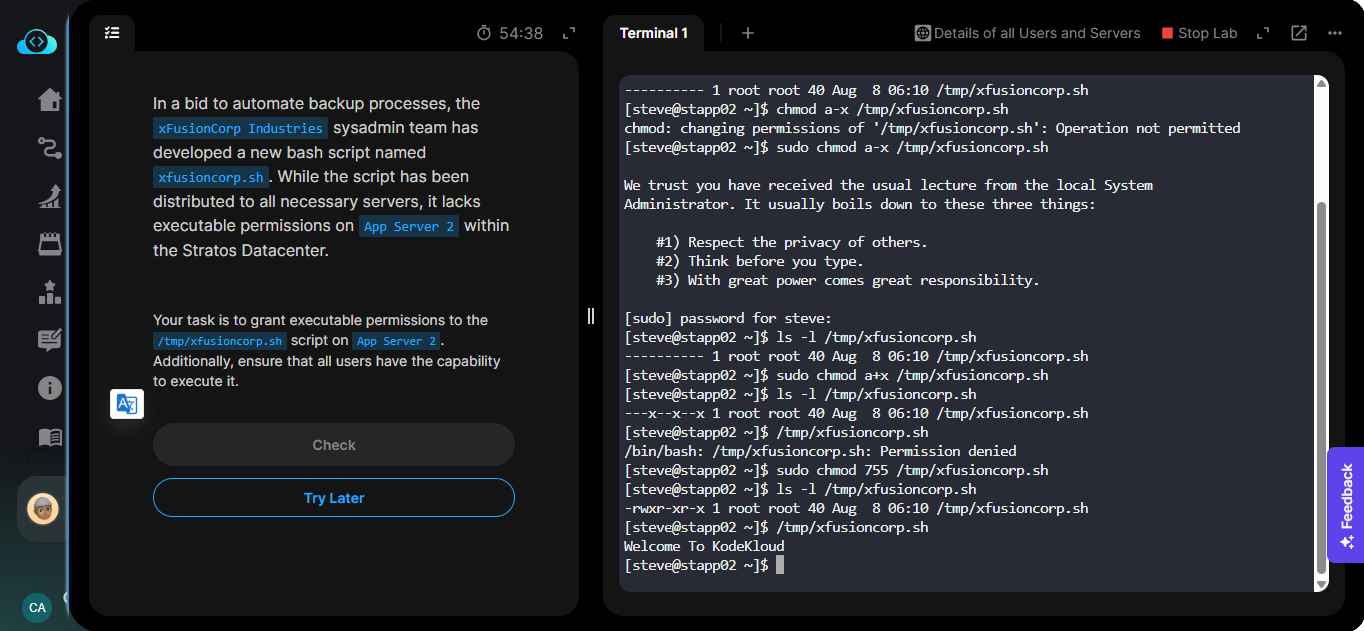 54:38
In a bid to automate backup processes, the
xFusionCorp Industries sysadmin team has
developed a new bash script named
xfusioncorp.sh. While the script has been
distributed to all necessary servers, it lacks
executable permissions on App Server 2 within
the Stratos Datacenter.
Your task is to grant executable permissions to the
/tmp/xfusioncorp.sh script on App Server 2.
Additionally, ensure that all users have the capability
to execute it.
Check
Try Later
CA
Terminal 1
Details of all Users and Servers
Stop Lab
---------- 1 root root 40 Aug  8 06:10 /tmp/xfusioncorp.sh
[steve@stapp02 ~]$ chmod a-x /tmp/xfusioncorp.sh
chmod: changing permissions of '/tmp/xfusioncorp.sh': Operation not permitted
[steve@stapp02 ~]$ sudo chmod a-x /tmp/xfusioncorp.sh
We trust you have received the usual lecture from the local System
Administrator. It usually boils down to these three things:
#1) Respect the privacy of others.
#2) Think before you type.
#3) With great power comes great responsibility.
[sudo] password for steve:
[steve@stapp02 ~]$ ls -l /tmp/xfusioncorp.sh
---------- 1 root root 40 Aug  8 06:10 /tmp/xfusioncorp.sh
[steve@stapp02 ~]$ sudo chmod a+x /tmp/xfusioncorp.sh
[steve@stapp02 ~]$ ls -l /tmp/xfusioncorp.sh
---x--x--x 1 root root 40 Aug  8 06:10 /tmp/xfusioncorp.sh
[steve@stapp02 ~]$ /tmp/xfusioncorp.sh
/bin/bash: /tmp/xfusioncorp.sh: Permission denied
[steve@stapp02 ~]$ sudo chmod 755 /tmp/xfusioncorp.sh
[steve@stapp02 ~]$ ls -l /tmp/xfusioncorp.sh
-rwxr-xr-x 1 root root 40 Aug  8 06:10 /tmp/xfusioncorp.sh
[steve@stapp02 ~]$ /tmp/xfusioncorp.sh
Welcome To KodeKloud
[steve@stapp02 ~]$
Feedback